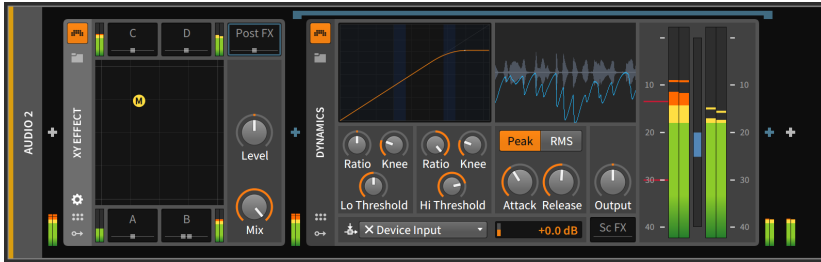 AUDIO 2
XY EFFECT
C
D
Post FX
M
Level
A
B
Mix
DYNAMICS
Ratio Knee Ratio Knee
Lo Threshold Hi Threshold
Device Input
Peak RMS
Attack Release Output
+0.0 dB
Sc FX
10 10
20 20
30 30
40 40